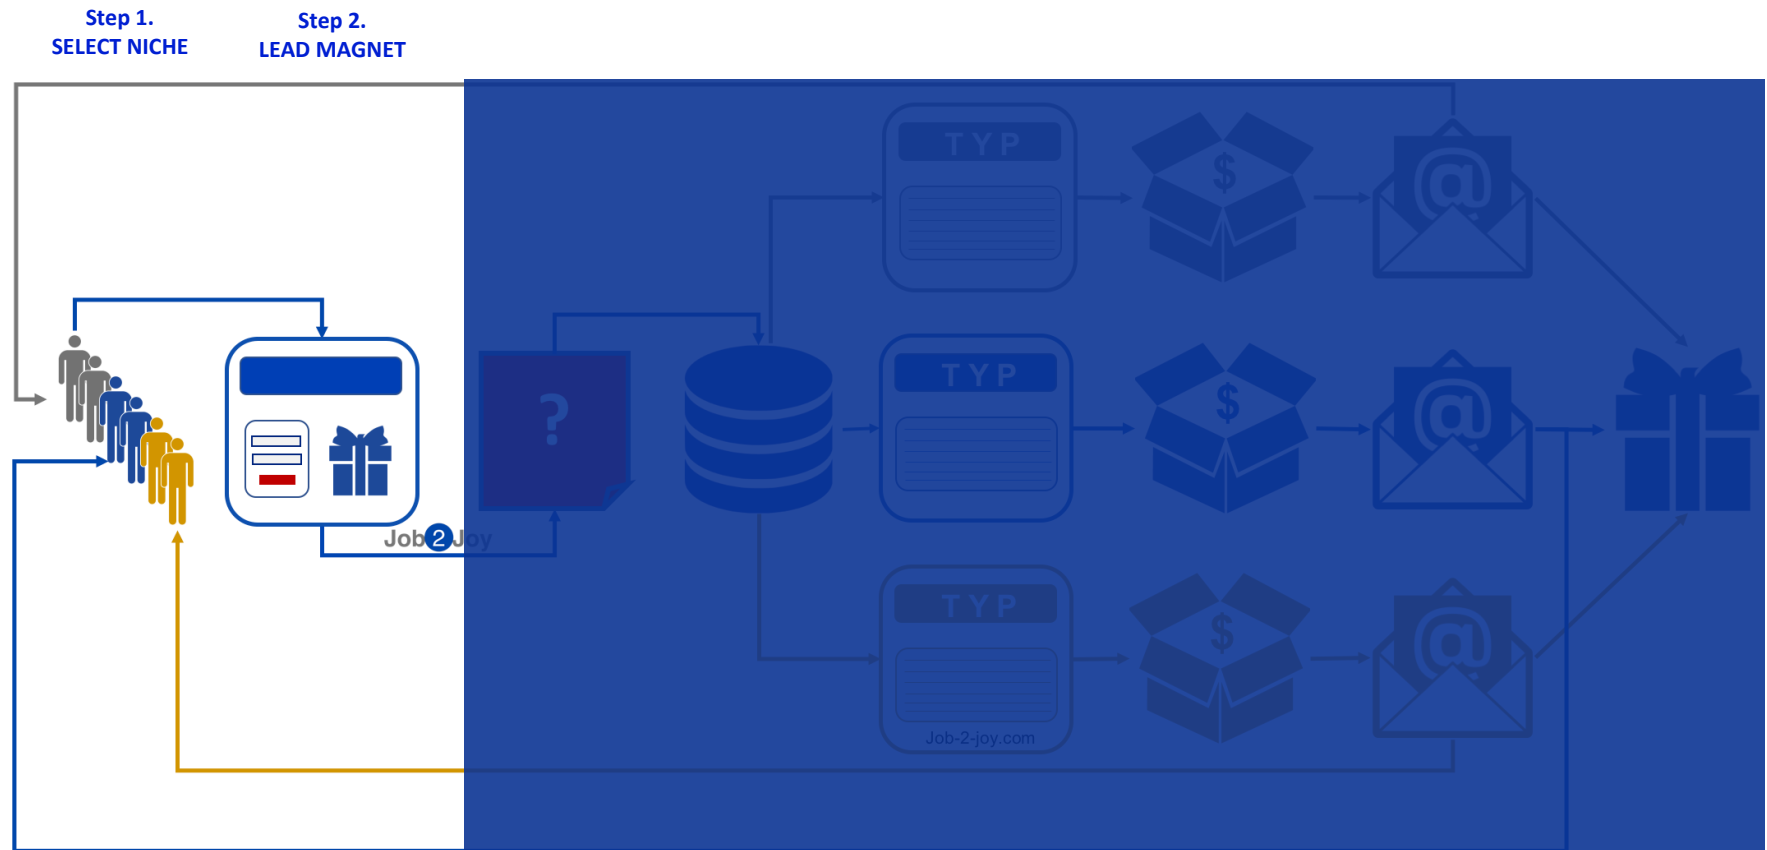 Step 1.
SELECT NICHE
Step 2.
LEAD MAGNET
TYP
$
@
?
TYP
$
@
Job2Joy
TYP
$
@
Job-2-joy.com